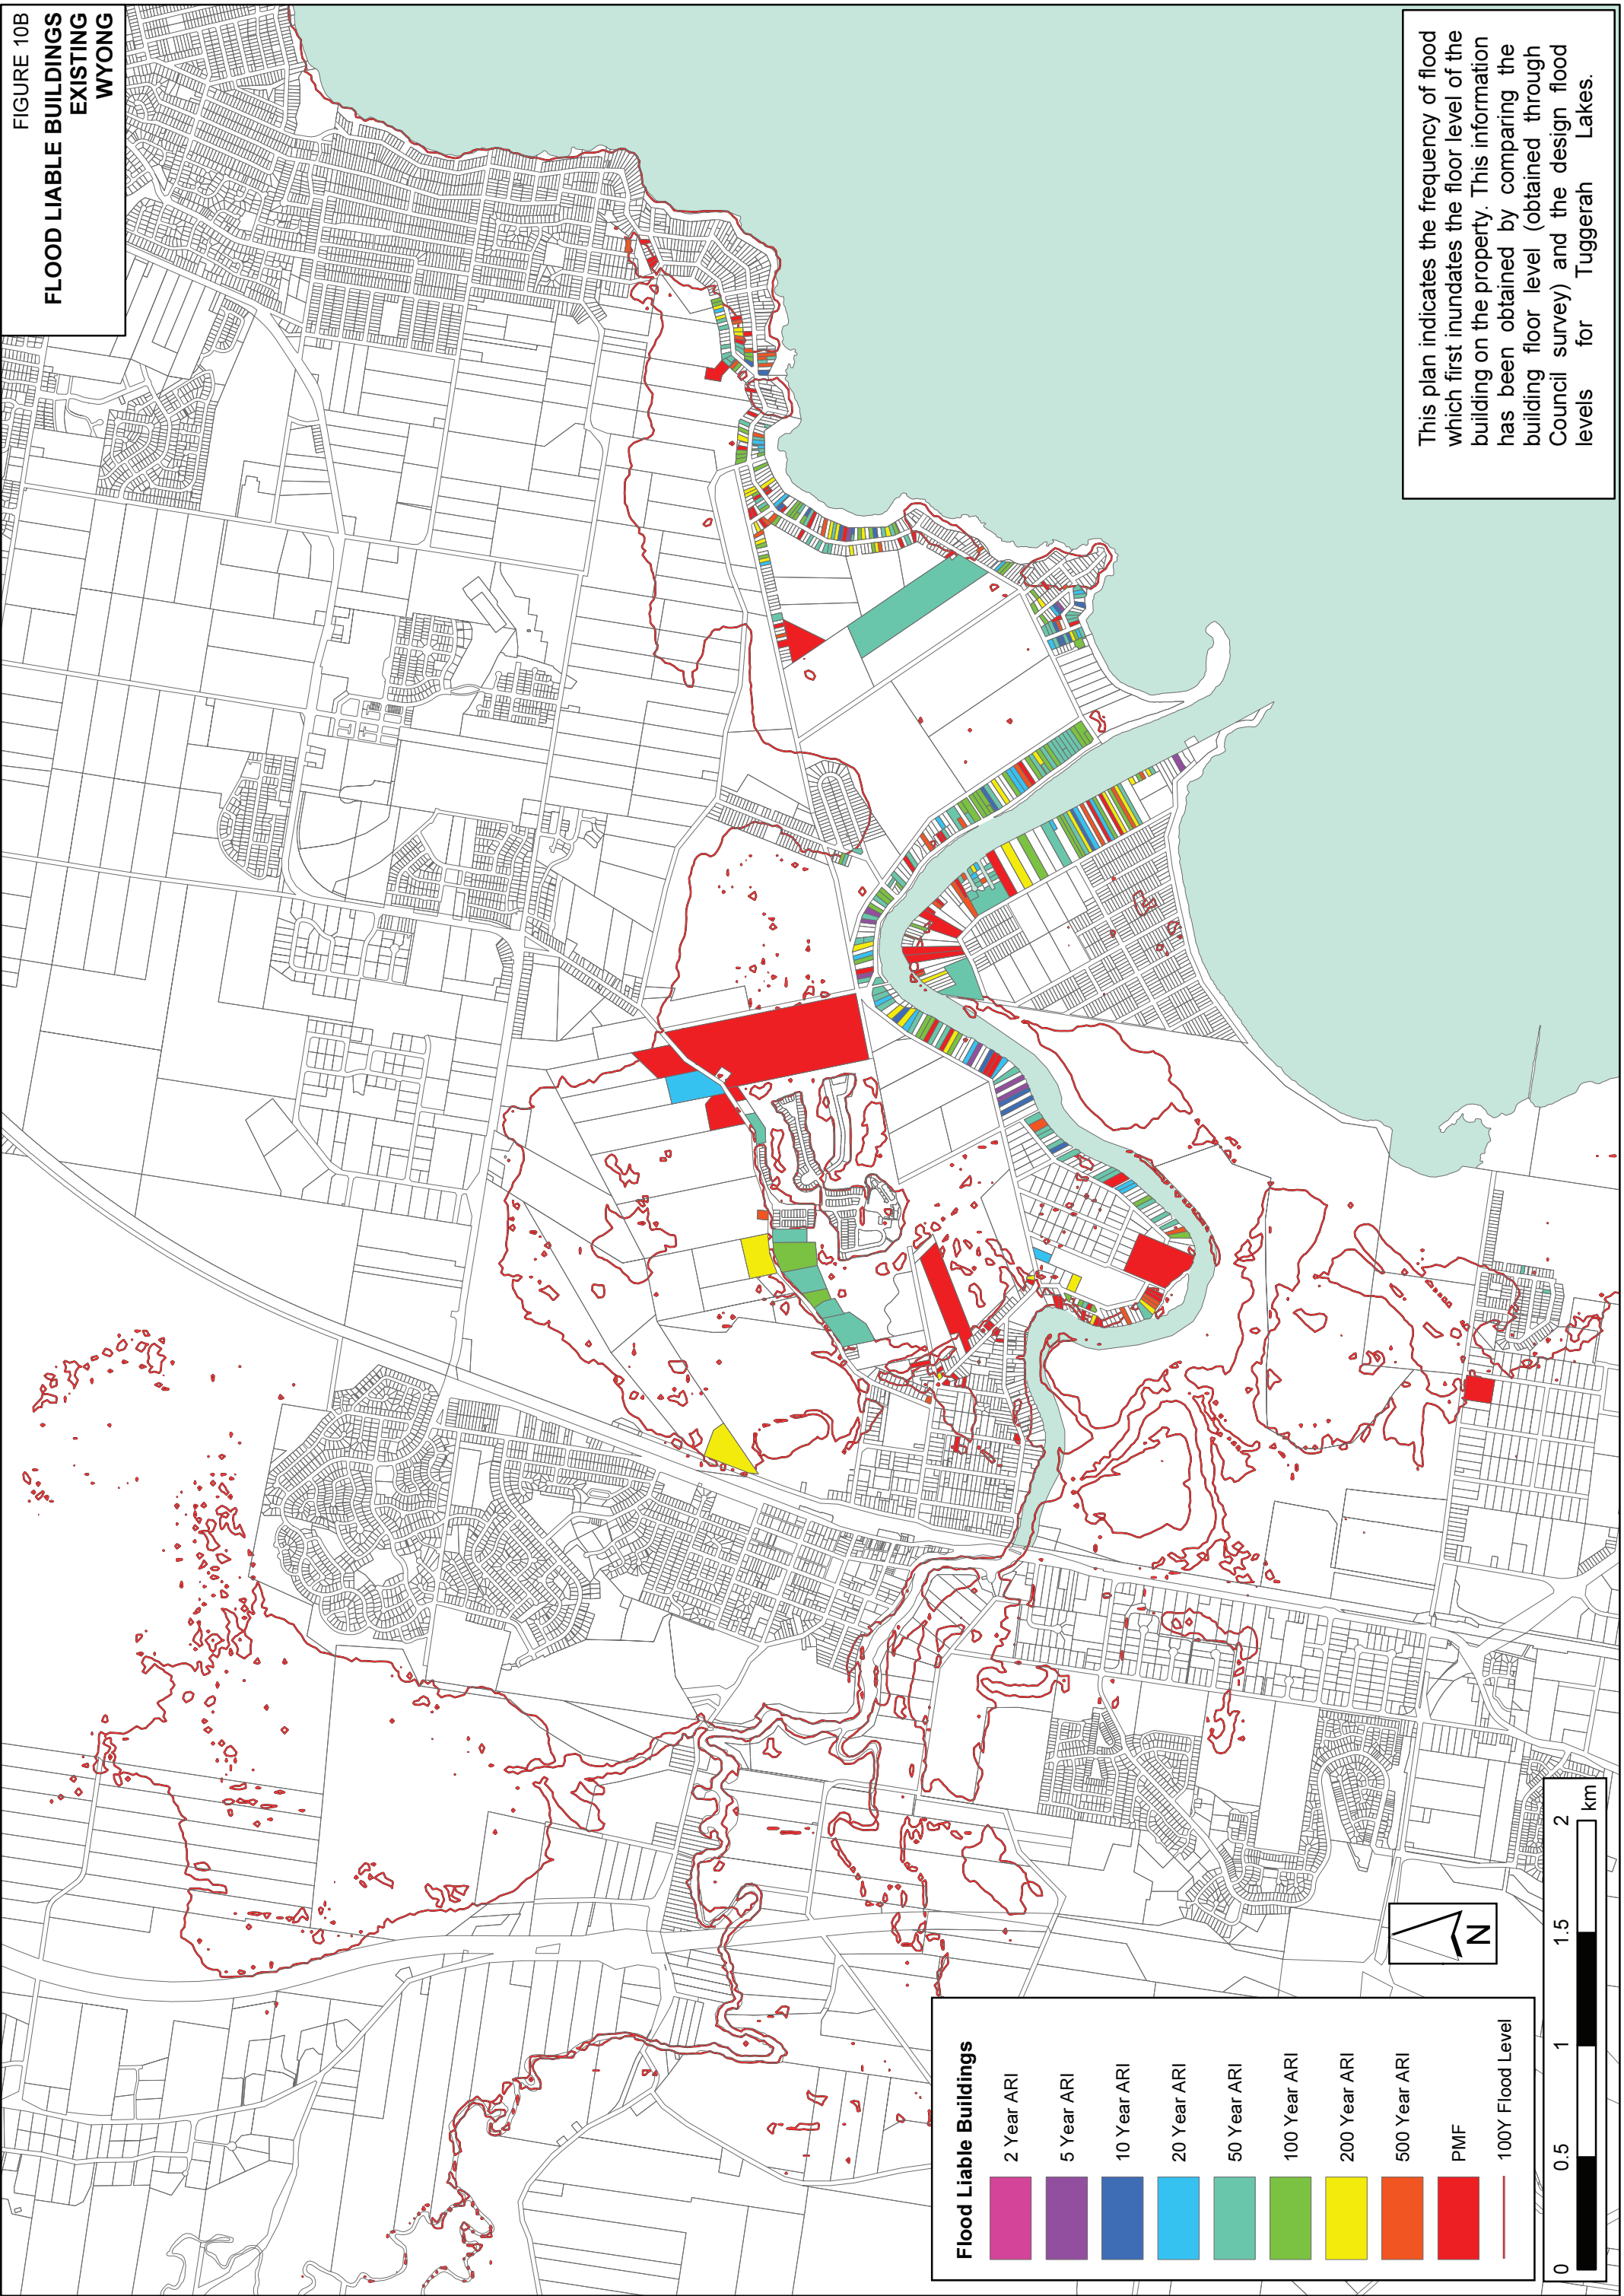 FIGURE 10B
FLOOD LIABLE BUILDINGS
EXISTING
WYONG
This plan indicates the frequency of flood
which first inundates the floor level of the
building on the property. This information
has been obtained by comparing the
building floor level (obtained through
Council survey) and the design flood
levels for Tuggerah Lakes.
Flood Liable Buildings
2 Year ARI
5 Year ARI
10 Year ARI
20 Year ARI
50 Year ARI
100 Year ARI
200 Year ARI
500 Year ARI
PMF
100Y Flood Level
N
0 0.5 1 1.5 2
km